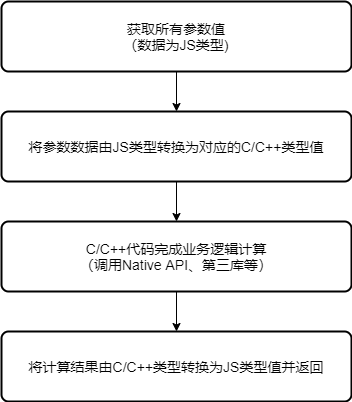 获取所有参数值
（数据为JS类型)
将参数数据由JS类型转换为对应的C/C++类型值
C/C++代码完成业务逻辑计算
（调用Native API、第三库等）
将计算结果由C/C++类型转换为JS类型值并返回